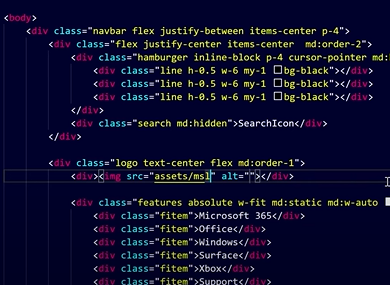 <body>
<div class="navbar flex justify-between items-center p-4">
<div class="flex justify-center items-center  md:order-2">
<div class="hamburger inline-block p-4 cursor-pointer md
<div class="line h-0.5 w-6 my-1 bg-black"></div>
<div class="line h-0.5 w-6 my-1 bg-black"></div>
<div class="line h-0.5 w-6 my-1 bg-black"></div>
</div>
<div class="search md:hidden">SearchIcon</div>
</div>
<div class="logo text-center flex md:order-1">
<div><img src="assets/msl" alt=""></div>
<div class="features absolute w-fit md:static md:w-auto
<div class="fitem">Microsoft 365</div>
<div class="fitem">Office</div>
<div class="fitem">Windows</div>
<div class="fitem">Surface</div>
<div class="fitem">Xbox</div>
<div class="fitem">Support</div>